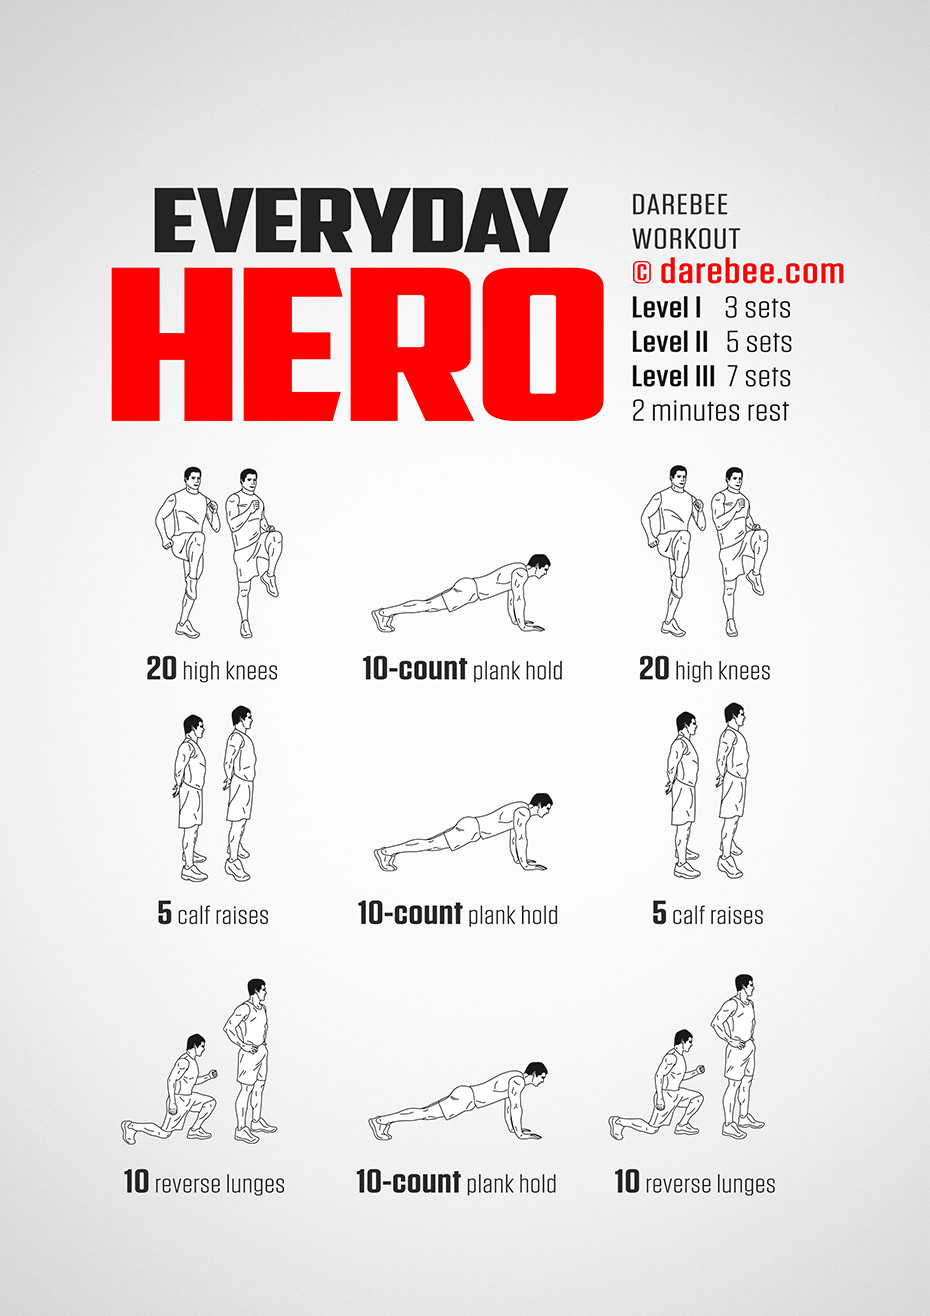 EVERYDAY
HERO
DAREBEE
WORKOUT
© darebee.com
Level I 3 sets
Level II 5 sets
Level III 7 sets
2 minutes rest
20 high knees
10-count plank hold
20 high knees
5 calf raises
10-count plank hold
5 calf raises
10 reverse lunges
10-count plank hold
10 reverse lunges